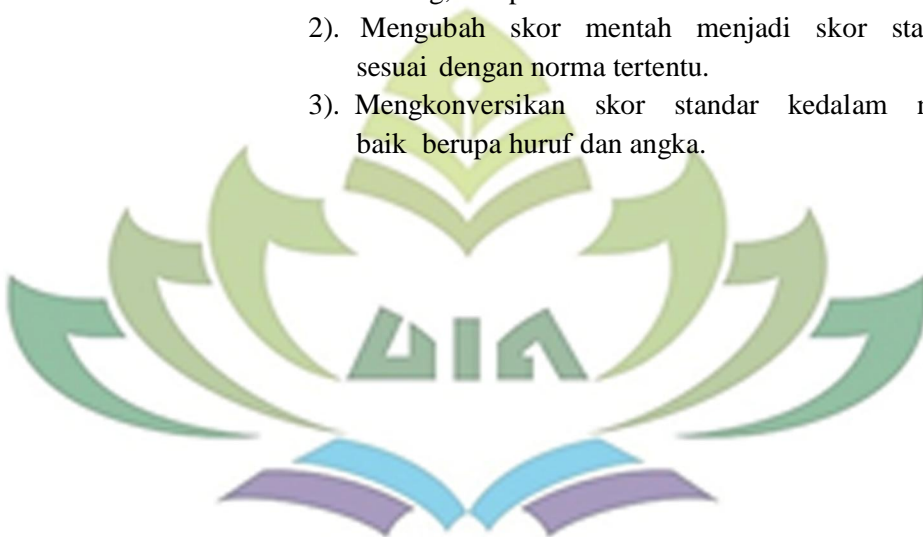 2). Mengubah skor mentah menjadi skor
sesuai dengan norma tertentu.
3). Mengkonversikan skor standar kedalam
baik berupa huruf dan angka.
UIN